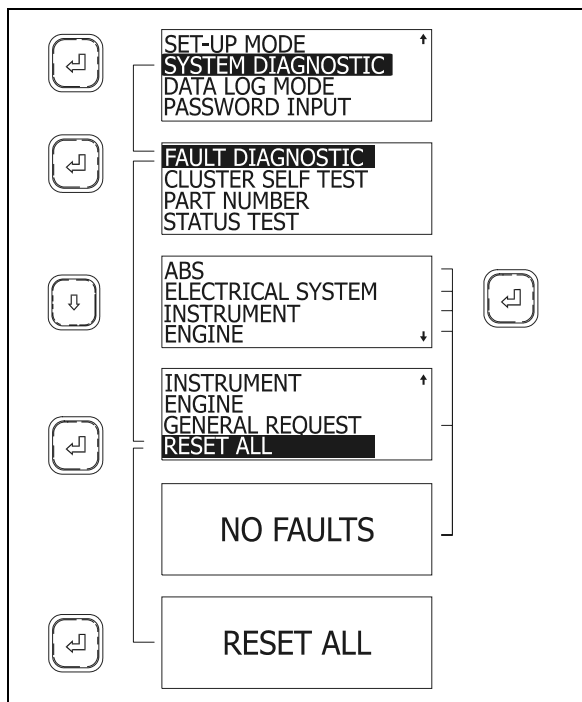 SET-UP MODE
SYSTEM DIAGNOSTIC
DATA LOG MODE
PASSWORD INPUT
FAULT DIAGNOSTIC
CLUSTER SELF TEST
PART NUMBER
STATUS TEST
ABS
ELECTRICAL SYSTEM
INSTRUMENT
ENGINE
INSTRUMENT
ENGINE
GENERAL REQUEST
RESET ALL
NO FAULTS
RESET ALL